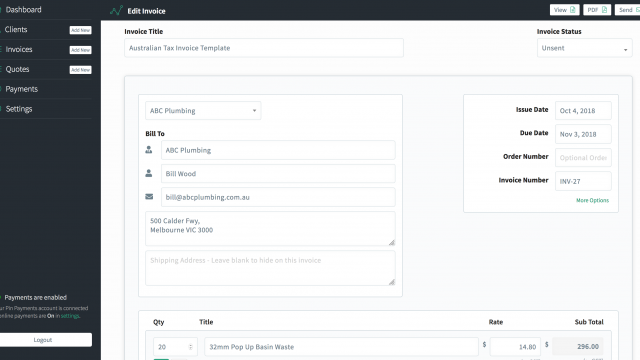 Dashboard
Clients
Add New
Invoices
Add New
Quotes
Add New
Payments
Settings
Payments are enabled
Pin Payments account is connected
online payments are On in settings.
Logout
Edit Invoice
View
PDF
Send
Invoice Title
Invoice Status
Australian Tax Invoice Template
Unsent
ABC Plumbing
Bill To
ABC Plumbing
Bill Wood
bill@abcplumbing.com.au
500 Calder Fwy,
Melbourne VIC 3000
Shipping Address - Leave blank to hide on this invoice
Issue Date
Oct 4, 2018
Due Date
Nov 3, 2018
Order Number
Optional Order
Invoice Number
INV-27
More Options
Qty
Title
Rate
Sub Total
20
32mm Pop Up Basin Waste
$
14.80
$
296.00